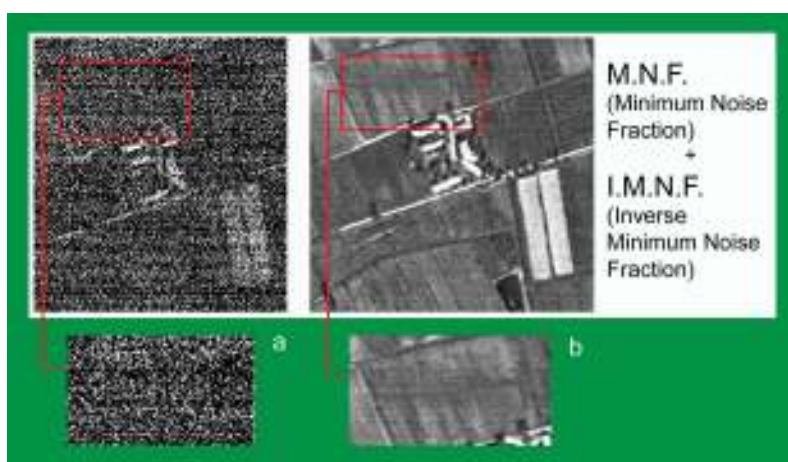 M.N.F.
(Minimum Noise
Fraction)
+
I.M.N.F.
(Inverse
Minimum Noise
Fraction)
a
b